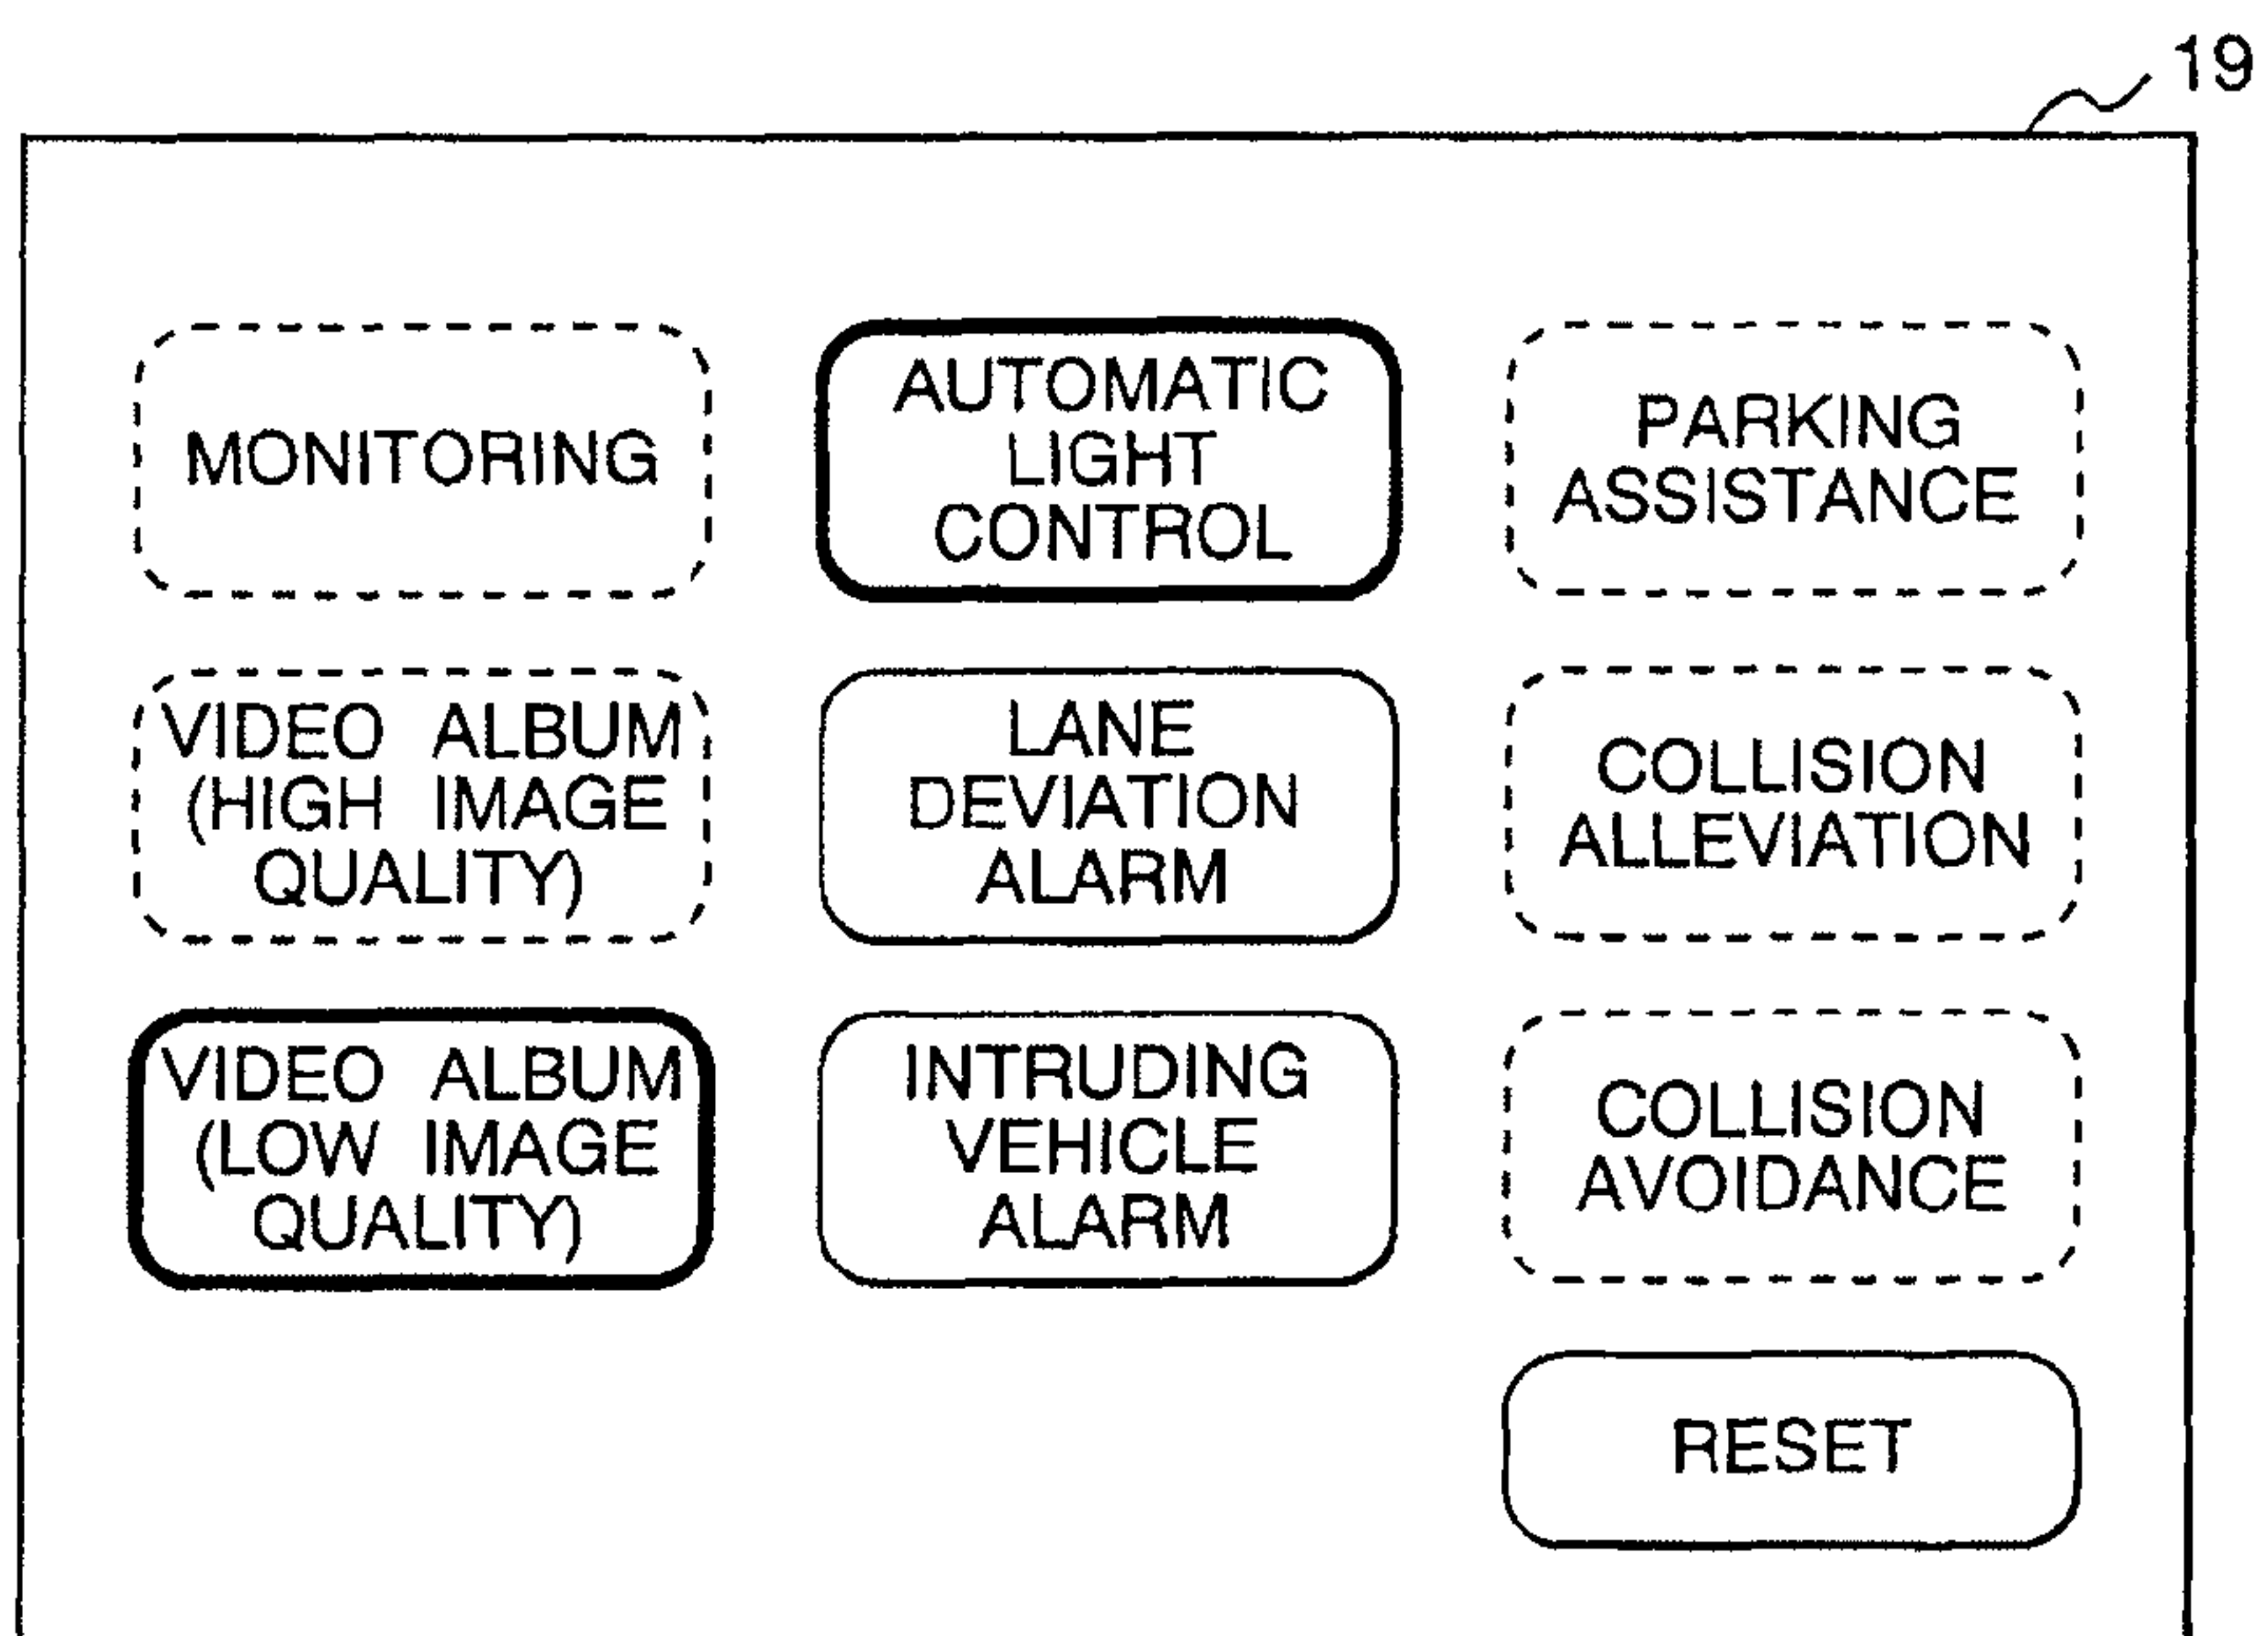 19
MONITORING
AUTOMATIC
LIGHT
CONTROL
PARKING
ASSISTANCE
VIDEO ALBUM
(HIGH IMAGE
QUALITY)
LANE
DEVIATION
ALARM
COLLISION
ALLEVIATION
VIDEO ALBUM
(LOW IMAGE
QUALITY)
INTRUDING
VEHICLE
ALARM
COLLISION
AVOIDANCE
RESET